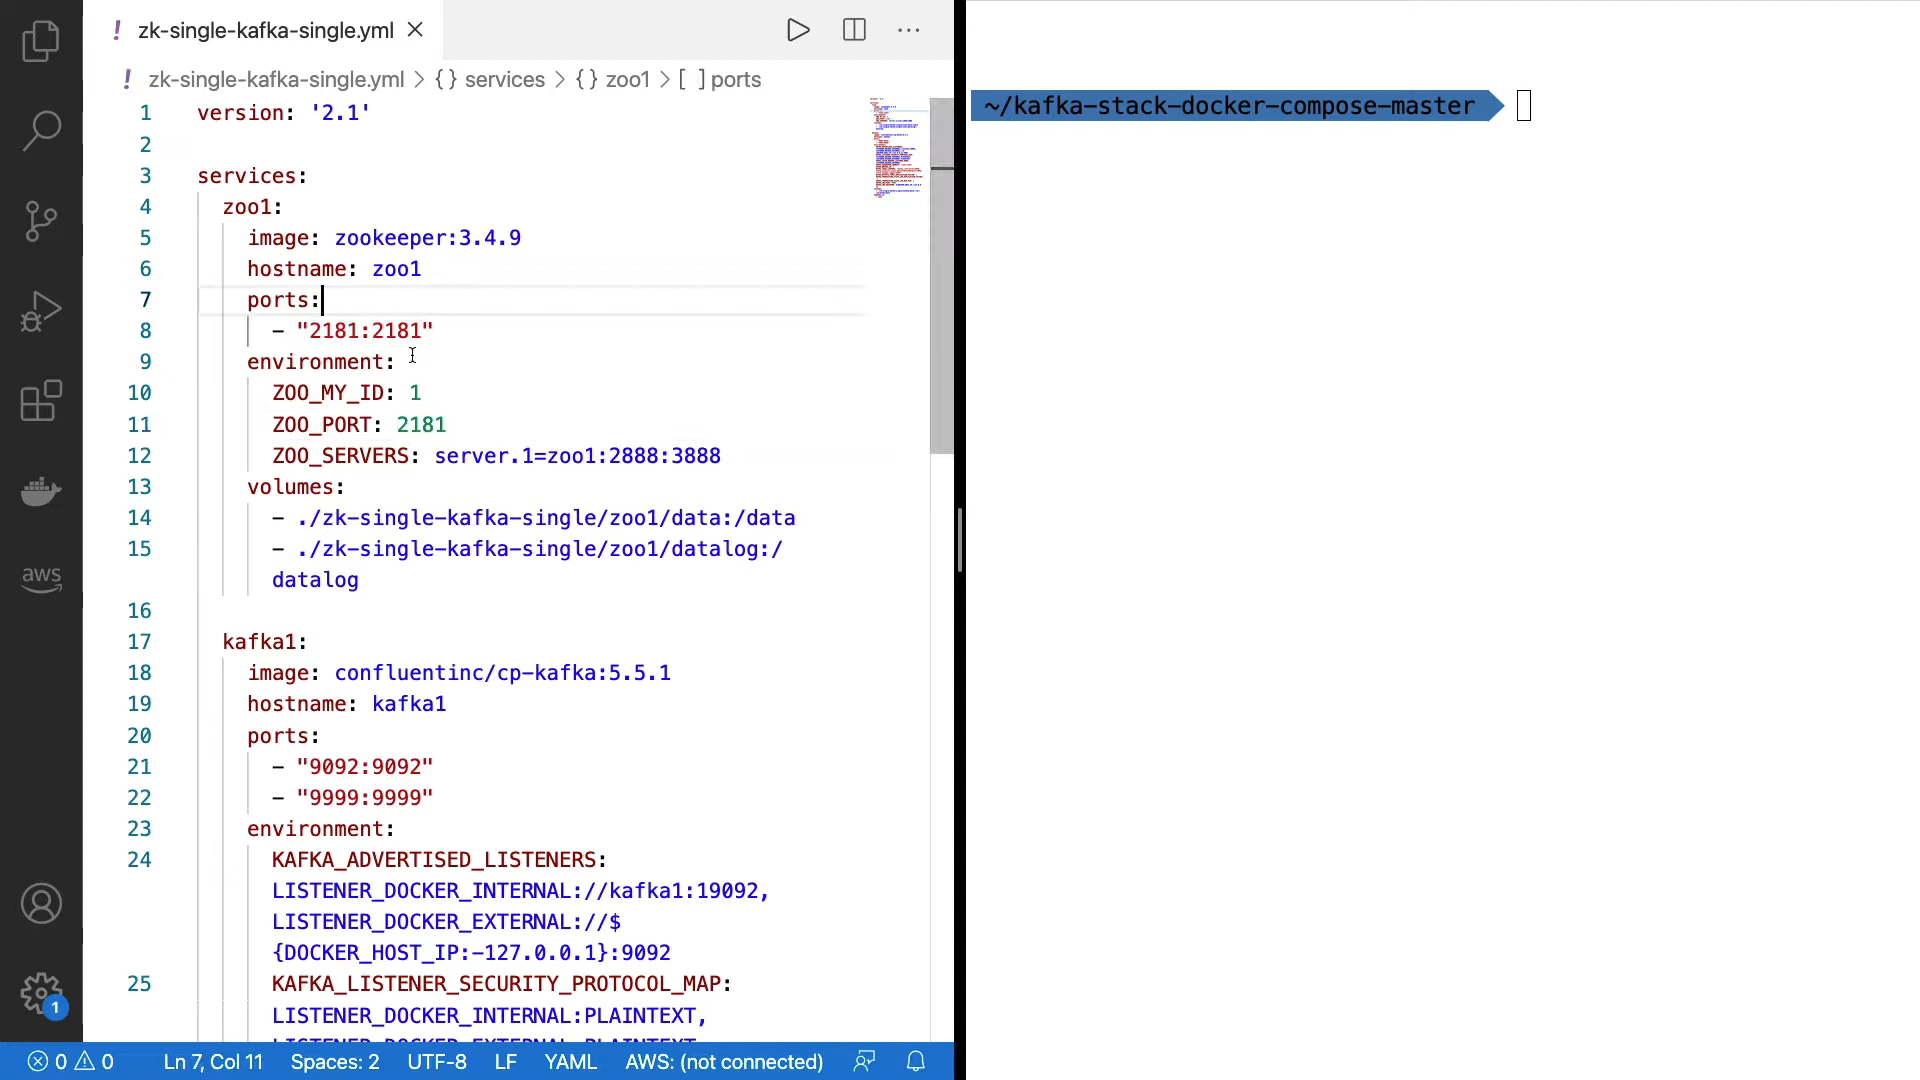 ! zk-single-kafka-single.yml
! zk-single-kafka-single.yml > {} services > {} zoo1 > [ ] ports
1 version: '2.1'
2
3 services:
4 zoo1:
5 image: zookeeper:3.4.9
6 hostname: zoo1
7 ports:
8 - "2181:2181"
9 environment:
10 ZOO_MY_ID: 1
11 ZOO_PORT: 2181
12 ZOO_SERVERS: server.1=zoo1:2888:3888
13 volumes:
14 - ./zk-single-kafka-single/zoo1/data:/data
15 - ./zk-single-kafka-single/zoo1/datalog:/
datalog
16
17 kafka1:
18 image: confluentinc/cp-kafka:5.5.1
19 hostname: kafka1
20 ports:
21 - "9092:9092"
22 - "9999:9999"
23 environment:
24 KAFKA_ADVERTISED_LISTENERS:
LISTENER_DOCKER_INTERNAL://kafka1:19092,
LISTENER_DOCKER_EXTERNAL://$
{DOCKER_HOST_IP:-127.0.0.1}:9092
25 KAFKA_LISTENER_SECURITY_PROTOCOL_MAP:
LISTENER_DOCKER_INTERNAL:PLAINTEXT,
LISTENER_DOCKER_EXTERNAL:PLAINTEXT
aws
1
0 0 Ln 7, Col 11 Spaces: 2 UTF-8 LF YAML AWS: (not connected)
~/kafka-stack-docker-compose-master